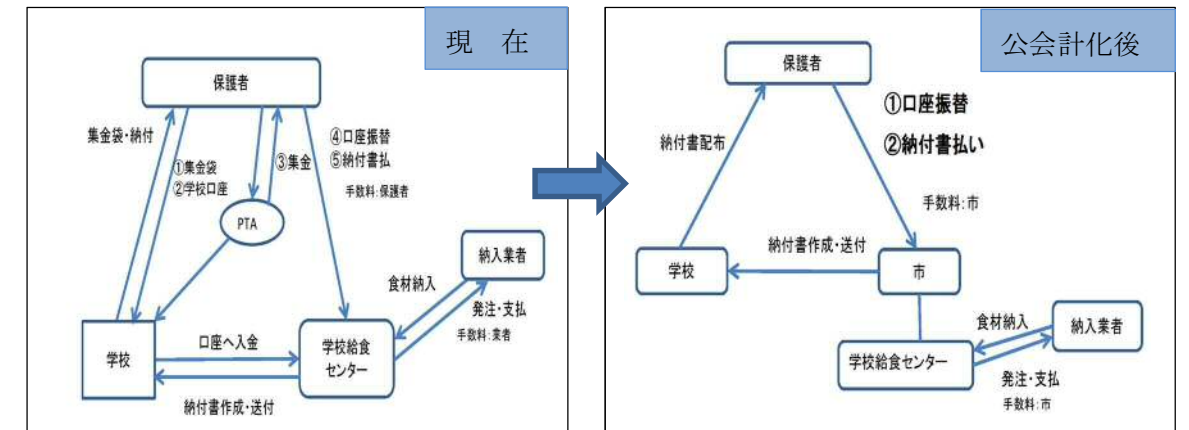 現　在
保護者
集金袋・納付
①集金袋
②学校口座
③集金
④口座振替
⑤納付書払
手数料：保護者
PTA
納入業者
食材納入
発注・支払
手数料：業者
学校
口座へ入金
学校給食
センター
納付書作成・送付
公会計化後
保護者
①口座振替
②納付書払い
納付書配布
手数料：市
納付書作成・送付
学校
市
食材納入
納入業者
学校給食センター
発注・支払
手数料：市